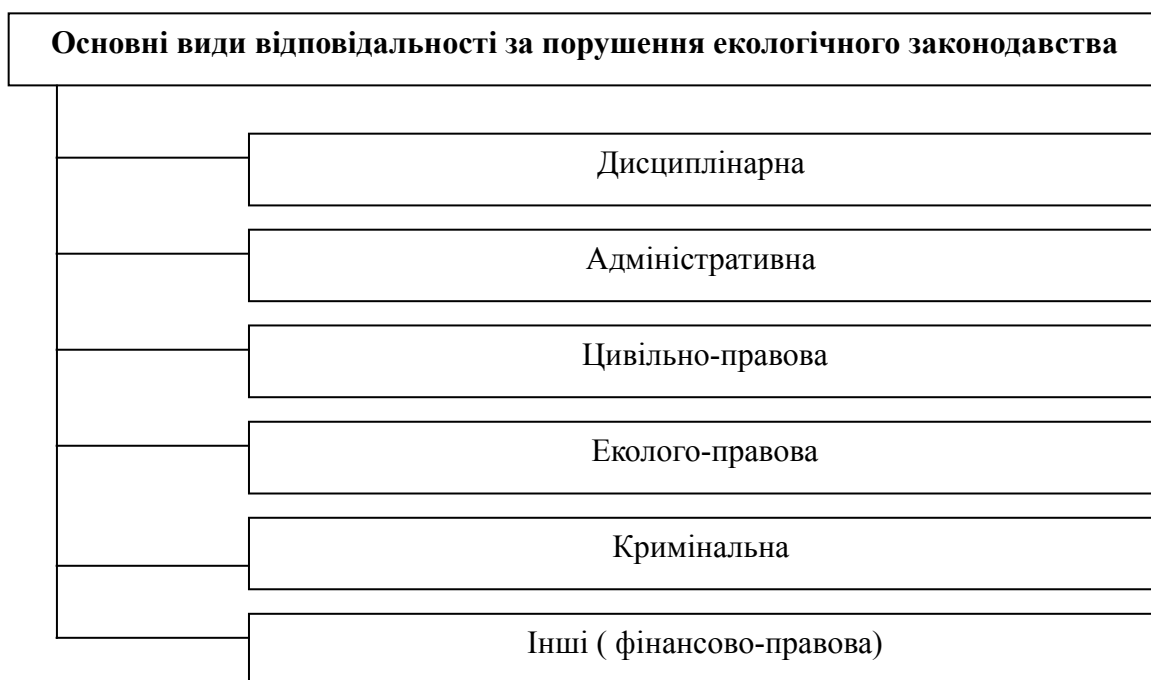 Основні види відповідальності за порушення екологічного законодавства
Дисциплінарна
Адміністративна
Цивільно-правова
Еколого-правова
Кримінальна
Інші ( фінансово-правова)